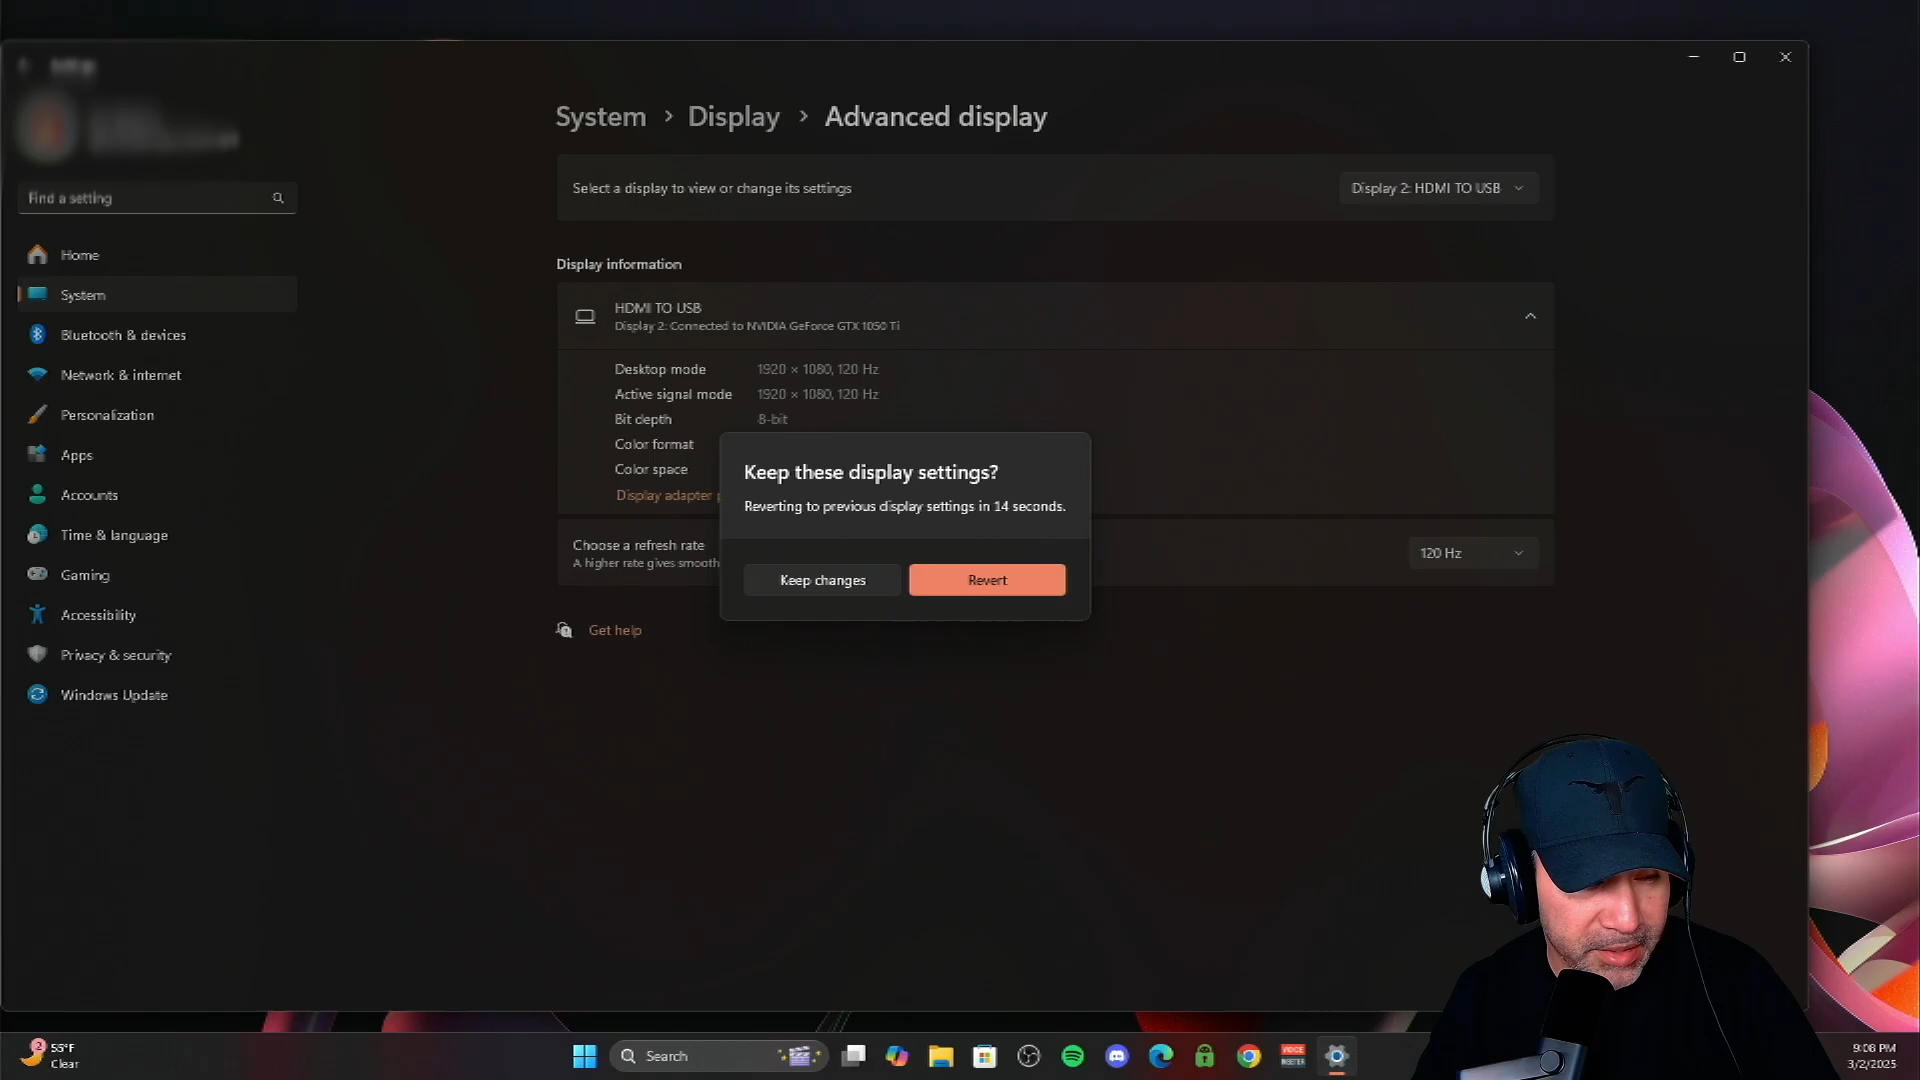 System > Display > Advanced display
Select a display to view or change its settings
Display 2: HDMI TO USB
Find a setting
Home
System
Bluetooth & devices
Network & internet
Personalization
Apps
Accounts
Time & language
Gaming
Accessibility
Privacy & security
Windows Update
Display information
HDMI TO USB
Display 2: Connected to NVIDIA GeForce GTX 1050 Ti
Desktop mode 1920 × 1080, 120 Hz
Active signal mode 1920 × 1080, 120 Hz
Bit depth 8-bit
Color format
Color space
Display adapter p
Keep these display settings?
Reverting to previous display settings in 14 seconds.
Keep changes
Revert
Choose a refresh rate
A higher rate gives smooth
120 Hz
Get help
2
55°F
Clear
Search
VOICE
MEETER
9:08 PM
3/2/2025